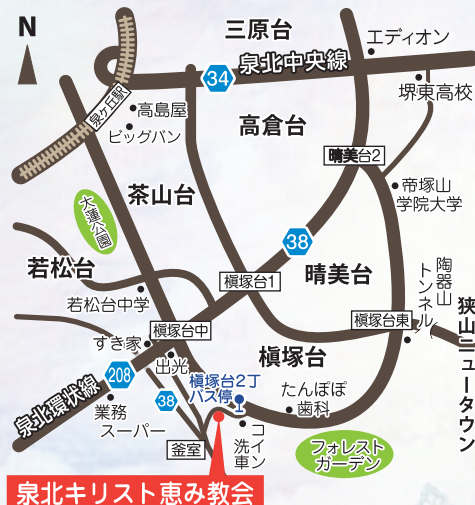 N
三原台
エディオン
泉北中央線
34
泉ヶ丘駅
堺東高校
高島屋
ビッグバン
高倉台
晴美台2
茶山台
帝塚山
学院大学
大蓮公園
38
若松台
晴美台
陶器山
トンネル
槇塚台1
若松台中学
狭山ニュータウン
槇塚台東
槇塚台中
すき家
出光
槇塚台
208
泉北環状線
槇塚台2丁
バス停
たんぽぽ
歯科
38
業務
スーパー
コイン
洗車
釜室
フォレスト
ガーデン
泉北キリスト恵み教会